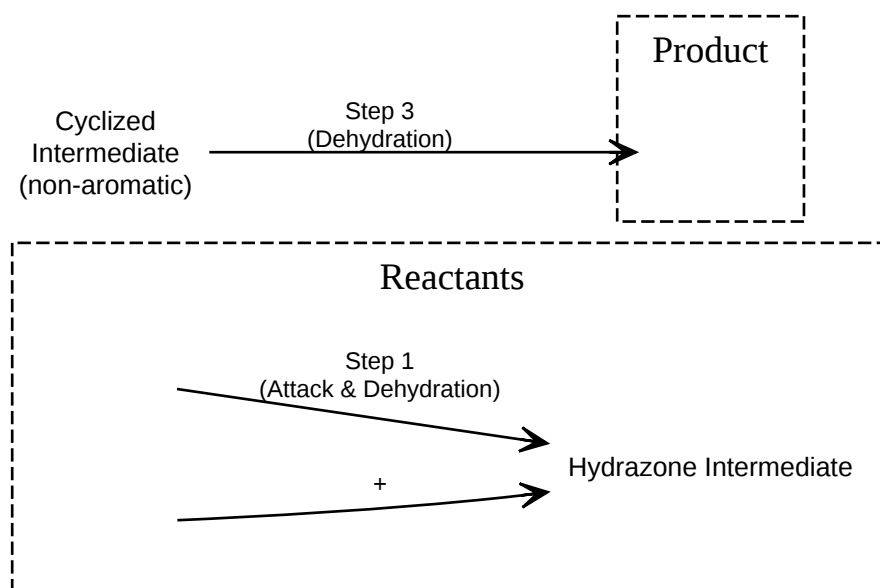 Product
Step 3
(Dehydration)
Cyclized
Intermediate
(non-aromatic)
Reactants
Step 1
(Attack & Dehydration)
Hydrazone Intermediate
+